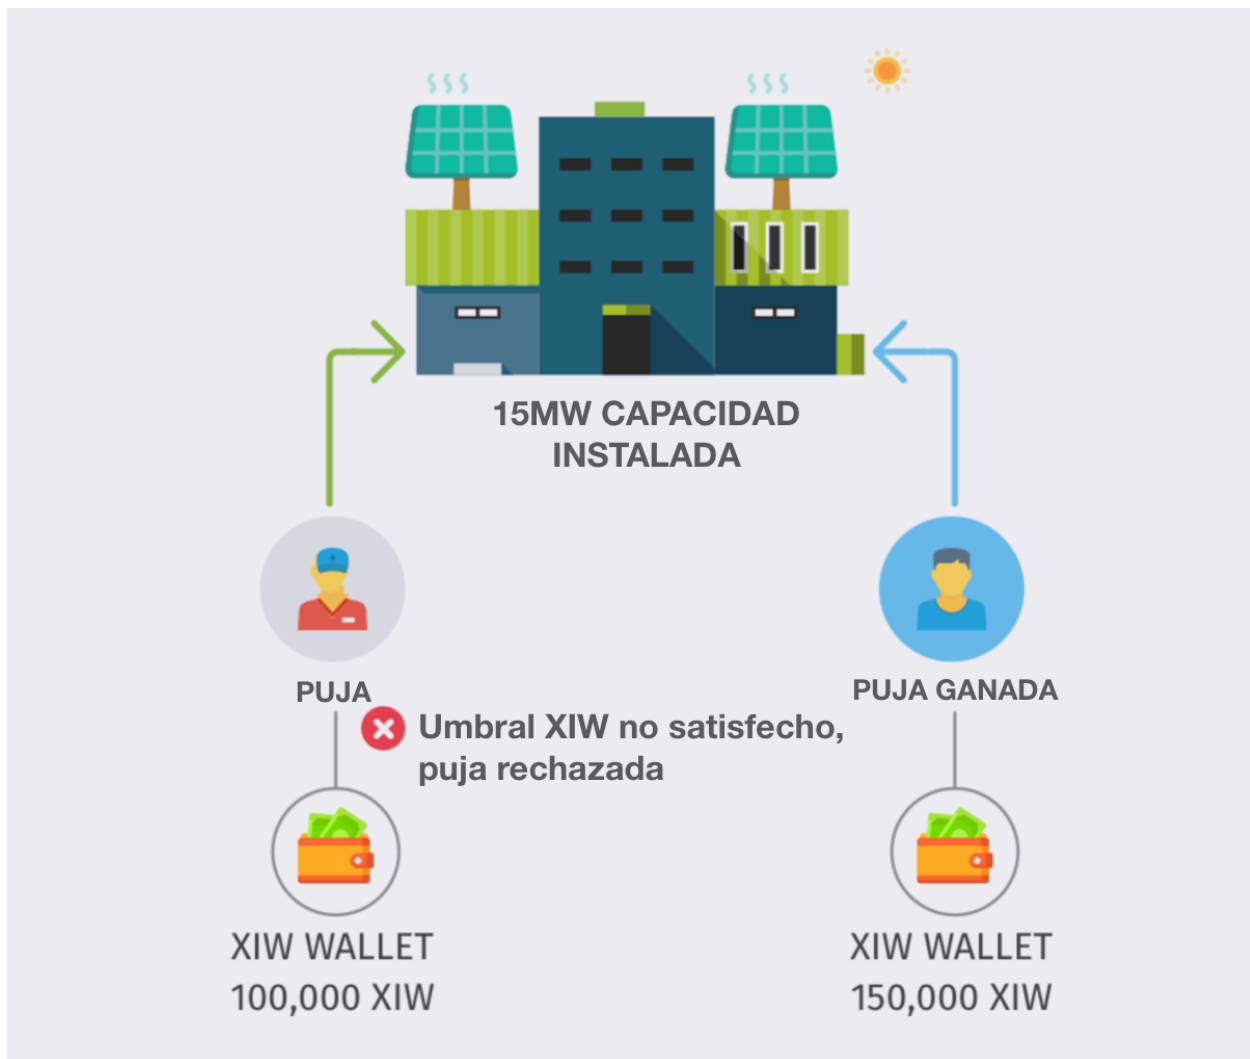 15MW CAPACIDAD
INSTALADA
PUJA
PUJA GANADA
Umbral XIW no satisfecho,
puja rechazada
XIW WALLET
100,000 XIW
XIW WALLET
150,000 XIW